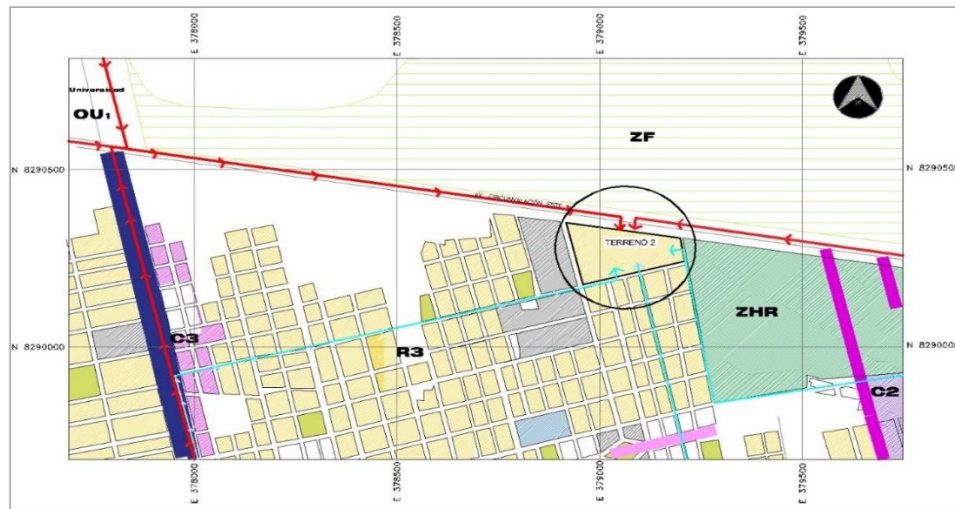 E 378000
E 378500
E 379000
E 379500
Universidad
OU1
ZF
N 8290500
N 8290500
AV. CIRCUNVALACIÓN ESTE
TERRENO 2
ZHR
C3
R3
N 8290000
N 8290000
C2
E 378000
E 378500
E 379000
E 379500